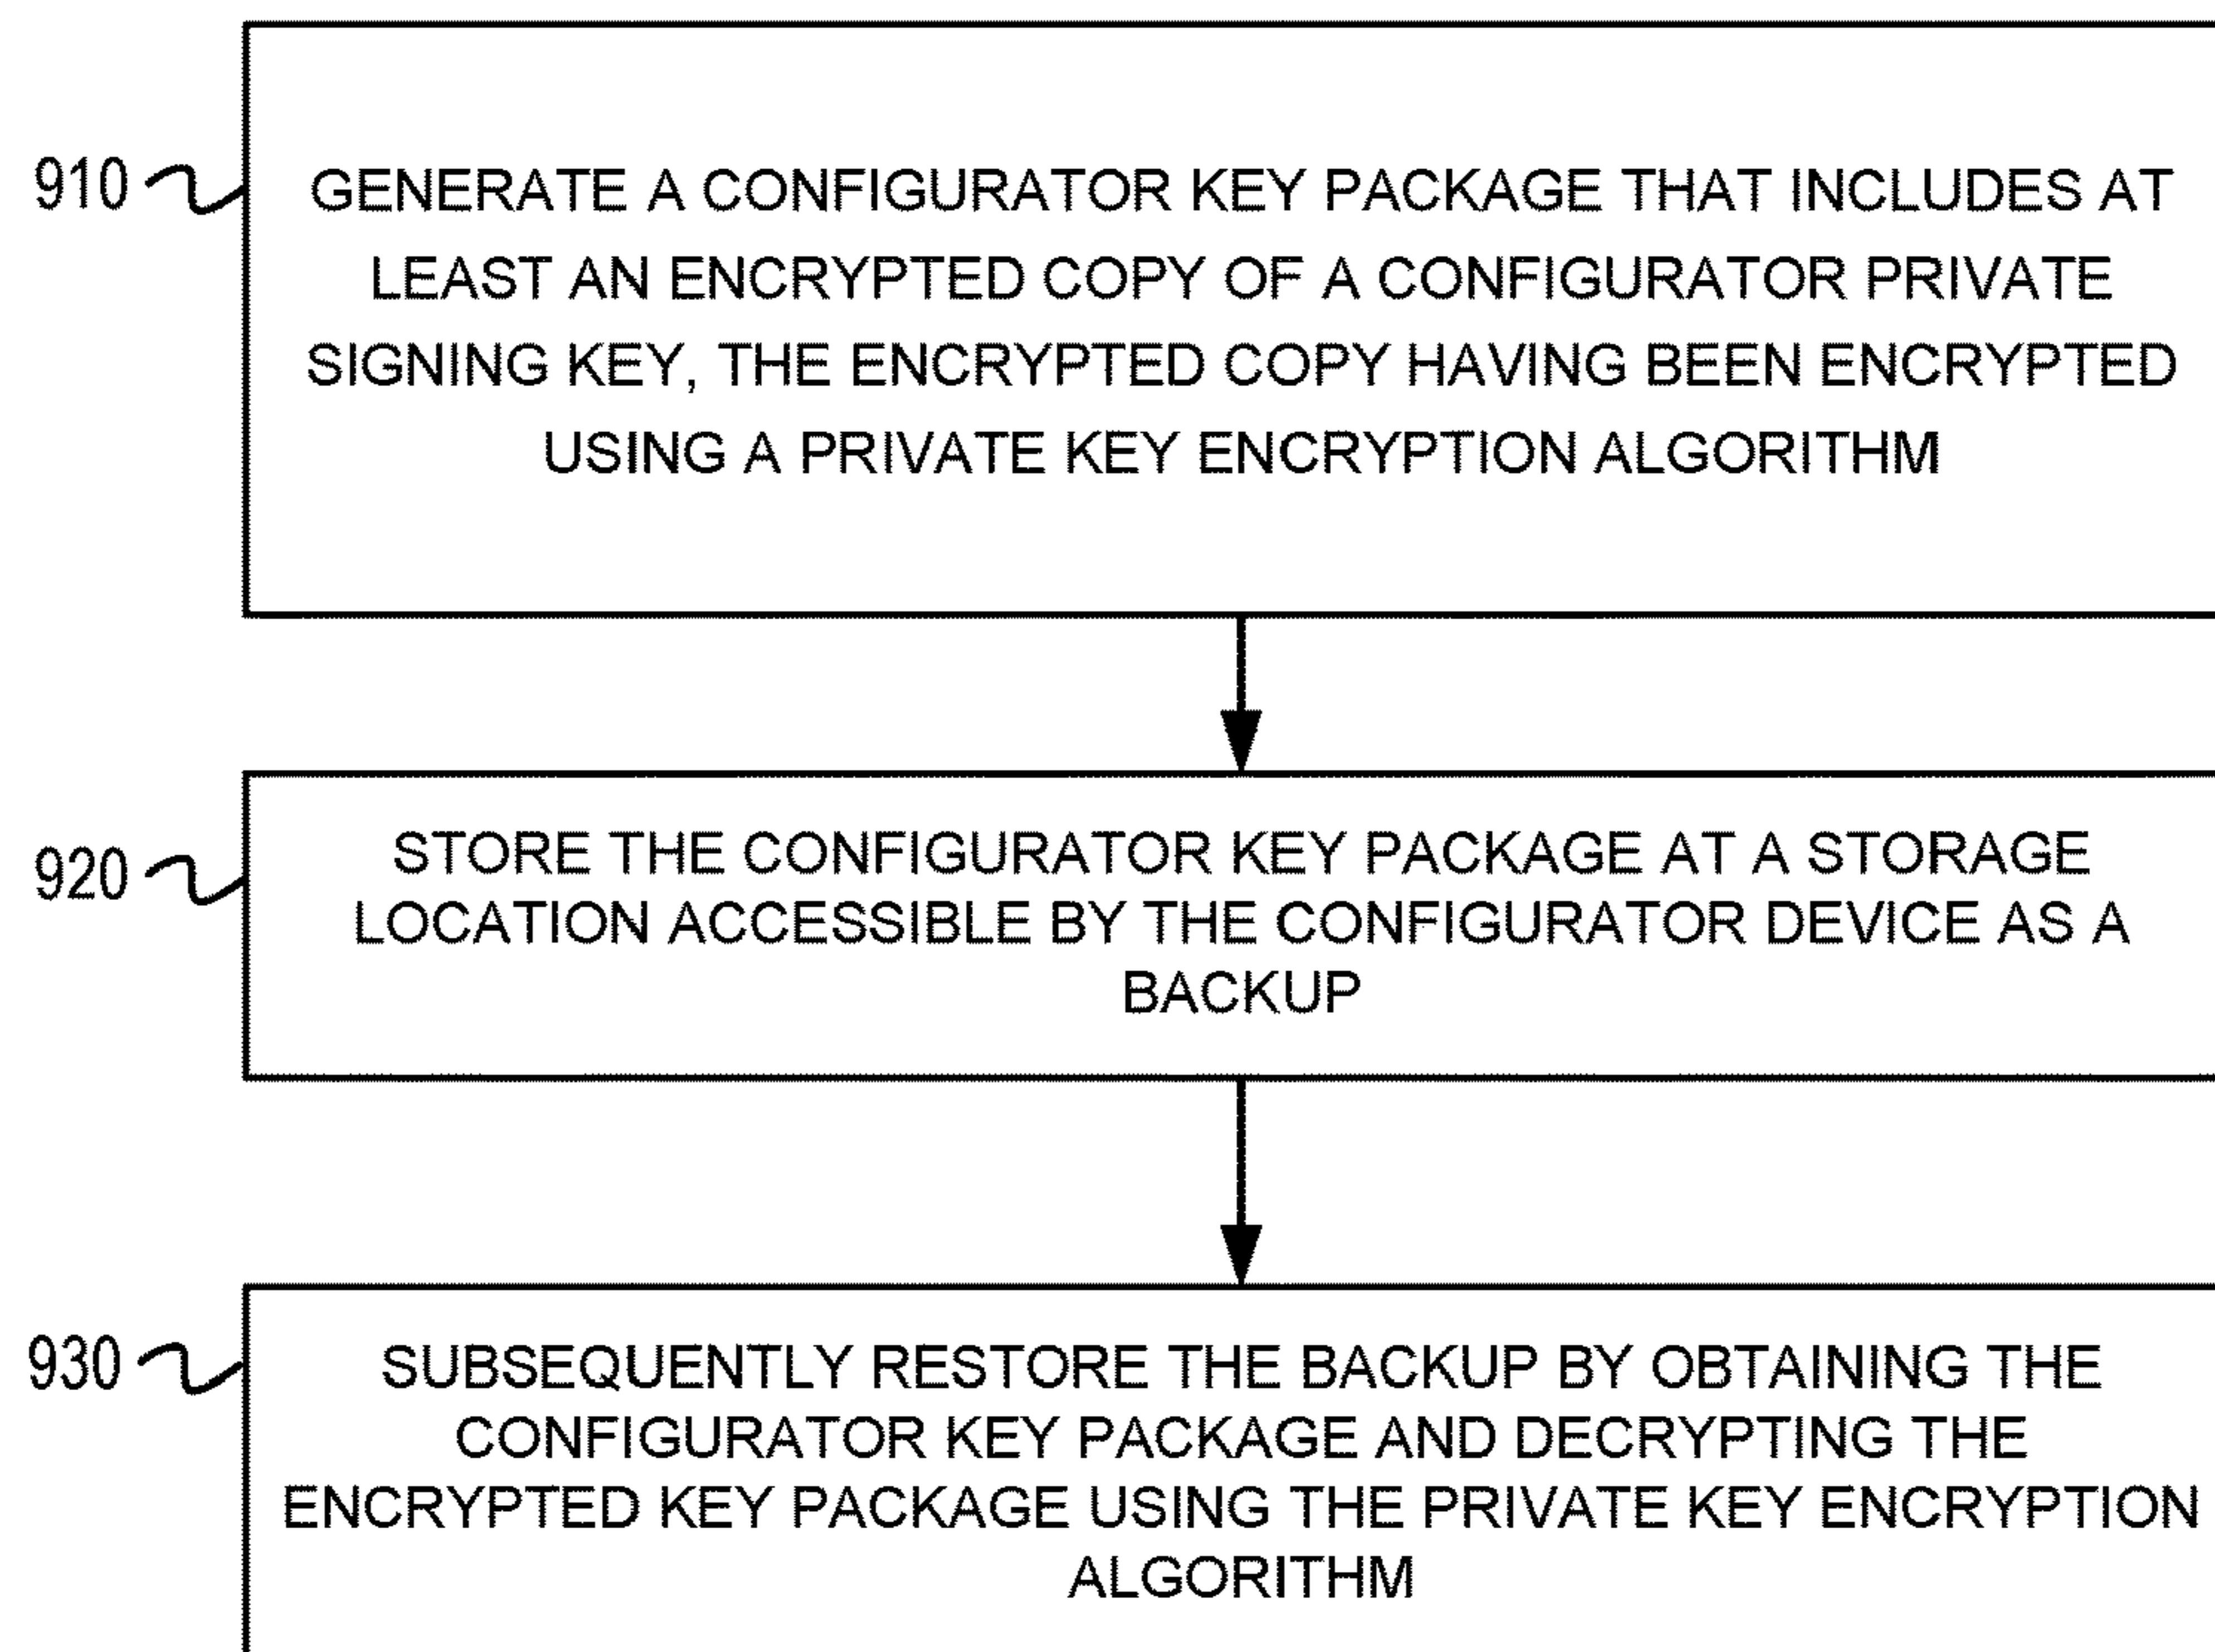 910
GENERATE A CONFIGURATOR KEY PACKAGE THAT INCLUDES AT
LEAST AN ENCRYPTED COPY OF A CONFIGURATOR PRIVATE
SIGNING KEY, THE ENCRYPTED COPY HAVING BEEN ENCRYPTED
USING A PRIVATE KEY ENCRYPTION ALGORITHM
920
STORE THE CONFIGURATOR KEY PACKAGE AT A STORAGE
LOCATION ACCESSIBLE BY THE CONFIGURATOR DEVICE AS A
BACKUP
930
SUBSEQUENTLY RESTORE THE BACKUP BY OBTAINING THE
CONFIGURATOR KEY PACKAGE AND DECRYPTING THE
ENCRYPTED KEY PACKAGE USING THE PRIVATE KEY ENCRYPTION
ALGORITHM